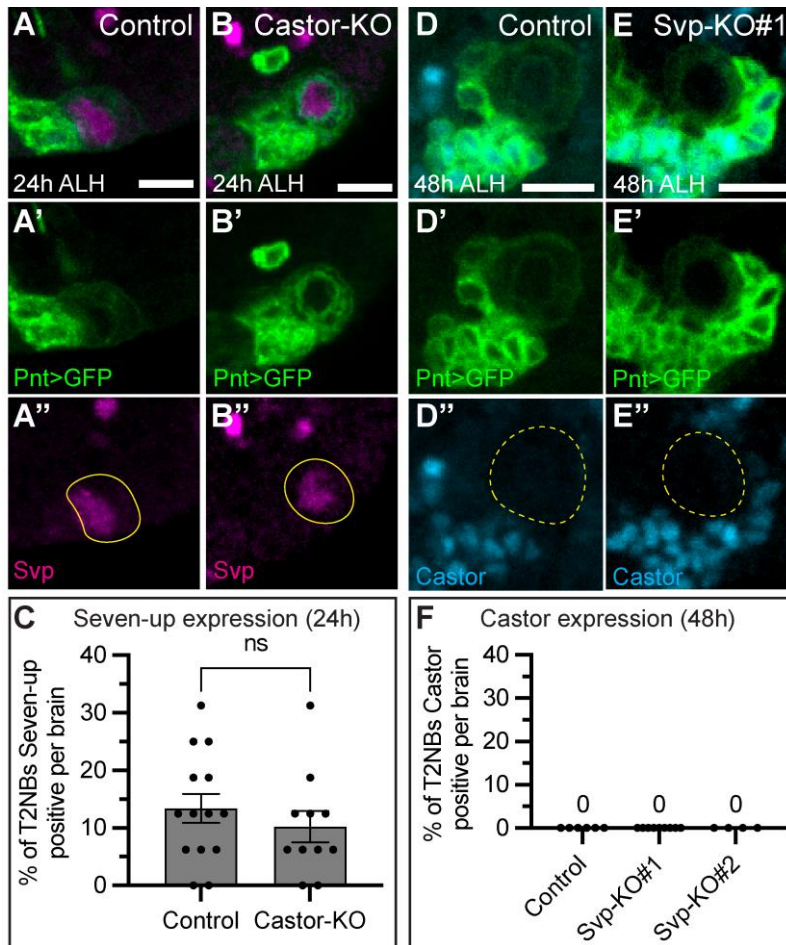 A Control
B Castor-KO
D Control
E Svp-KO#1
24h ALH
24h ALH
48h ALH
48h ALH
A’
B’
D’
E’
Pnt>GFP
Pnt>GFP
Pnt>GFP
Pnt>GFP
A”
B”
D”
E”
Svp
Svp
Castor
Castor
C Seven-up expression (24h)
ns
% of T2NBs Seven-up
positive per brain
40
30
20
10
0
Control
Castor-KO
F Castor expression (48h)
% of T2NBs Castor
positive per brain
40
30
20
10
0
0 0 0
Control
Svp-KO#1
Svp-KO#2